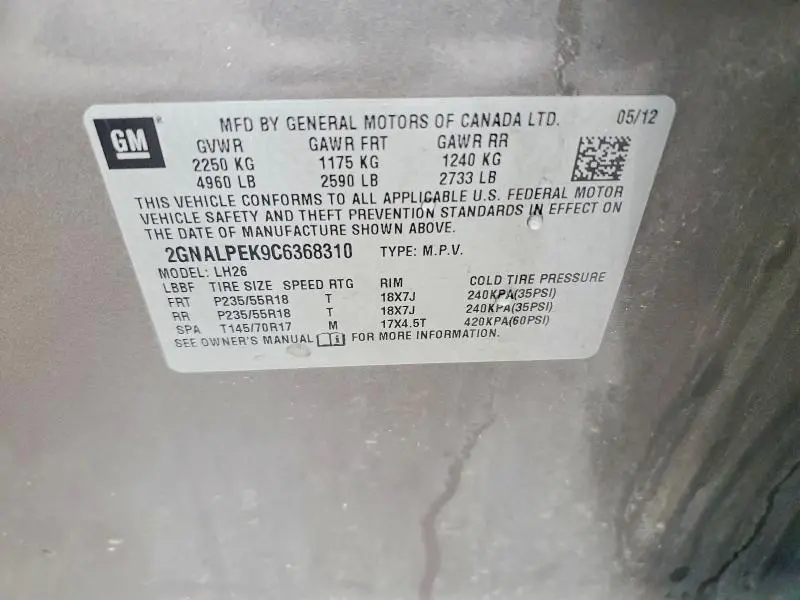 GM
MFD BY GENERAL MOTORS OF CANADA LTD. 05/12
GVWR GAWR FRT GAWR RR
2250 KG 1175 KG 1240 KG
4960 LB 2590 LB 2733 LB
THIS VEHICLE CONFORMS TO ALL APPLICABLE U.S. FEDERAL MOTOR
VEHICLE SAFETY AND THEFT PREVENTION STANDARDS IN EFFECT ON
THE DATE OF MANUFACTURE SHOWN ABOVE.
2GNALPEK9C6368310 TYPE: M.P.V.
MODEL: LH26
LBBF TIRE SIZE SPEED RTG RIM COLD TIRE PRESSURE
FRT P235/55R18 T 18X7J 240KPA(35PSI)
RR P235/55R18 T 18X7J 240KPA(35PSI)
SPA T145/70R17 M 17X4.5T 420KPA(60PSI)
SEE OWNER'S MANUAL FOR MORE INFORMATION.